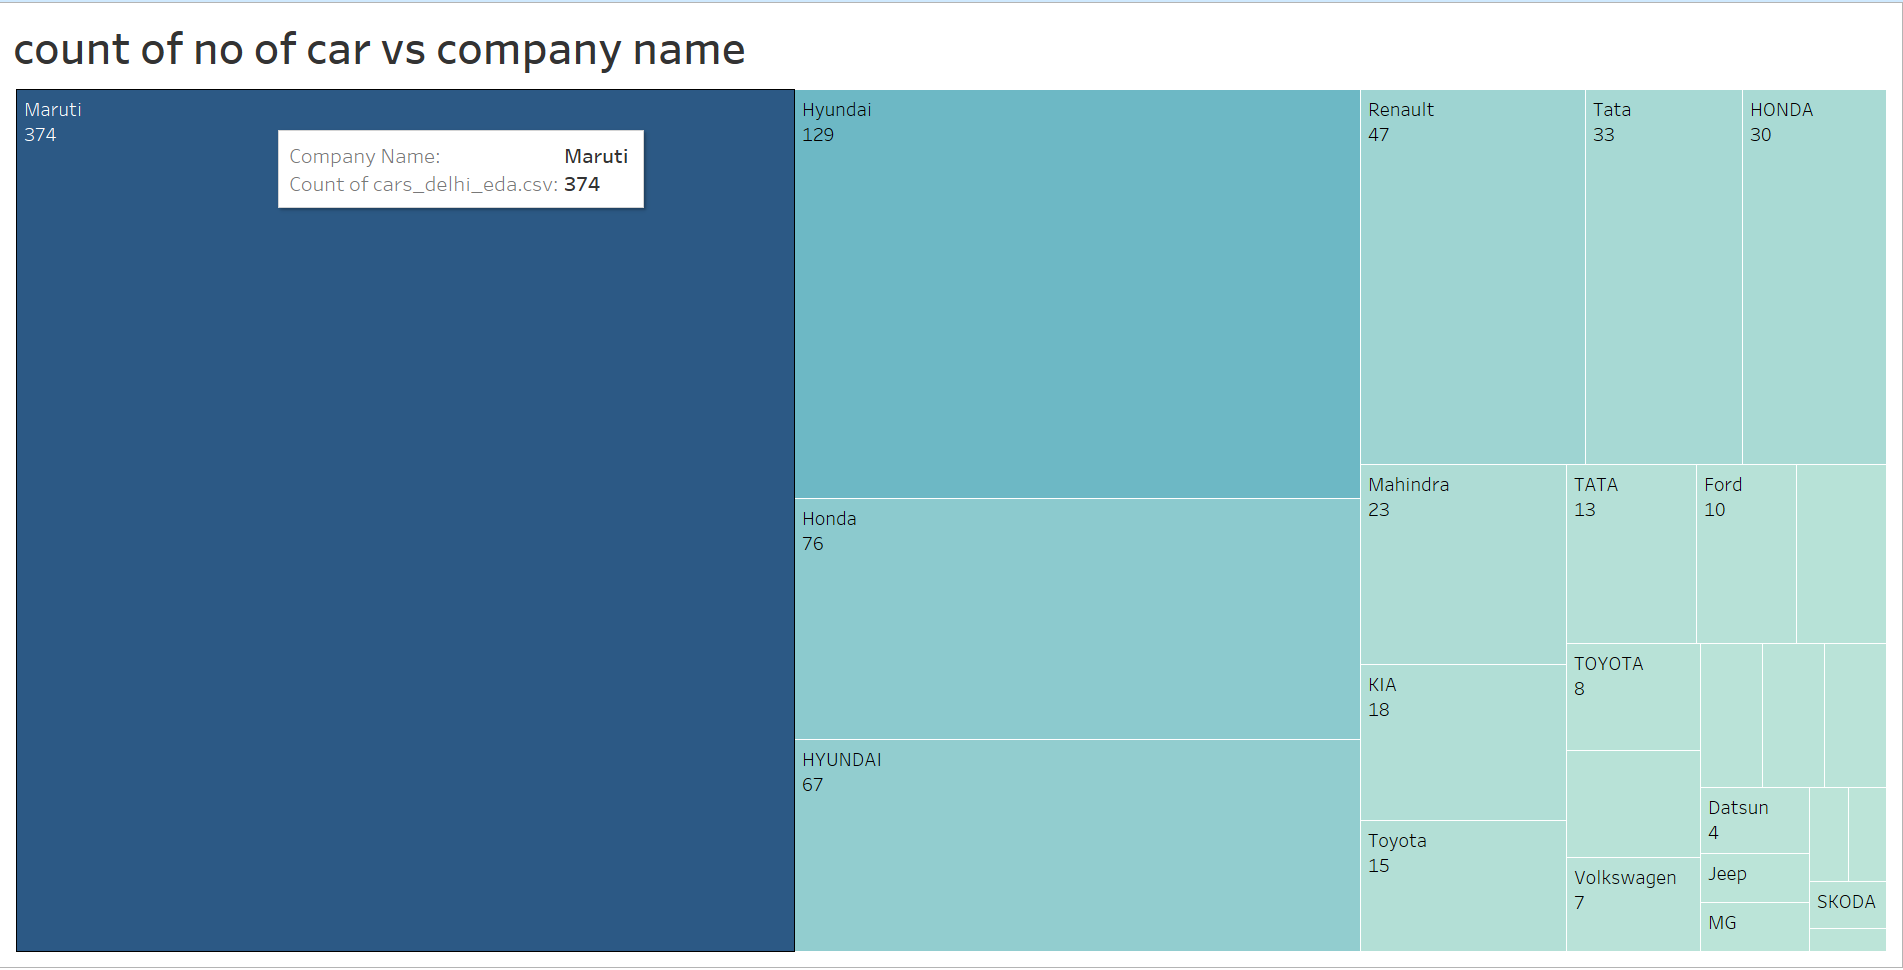 count of no of car vs company name
Maruti
374
Company Name: Maruti
Count of cars_delhi_eda.csv: 374
Hyundai
129
Honda
76
HYUNDAI
67
Renault
47
Tata
33
HONDA
30
Mahindra
23
TATA
13
Ford
10
KIA
18
Toyota
15
TOYOTA
8
Volkswagen
7
Datsun
4
Jeep
MG
SKODA